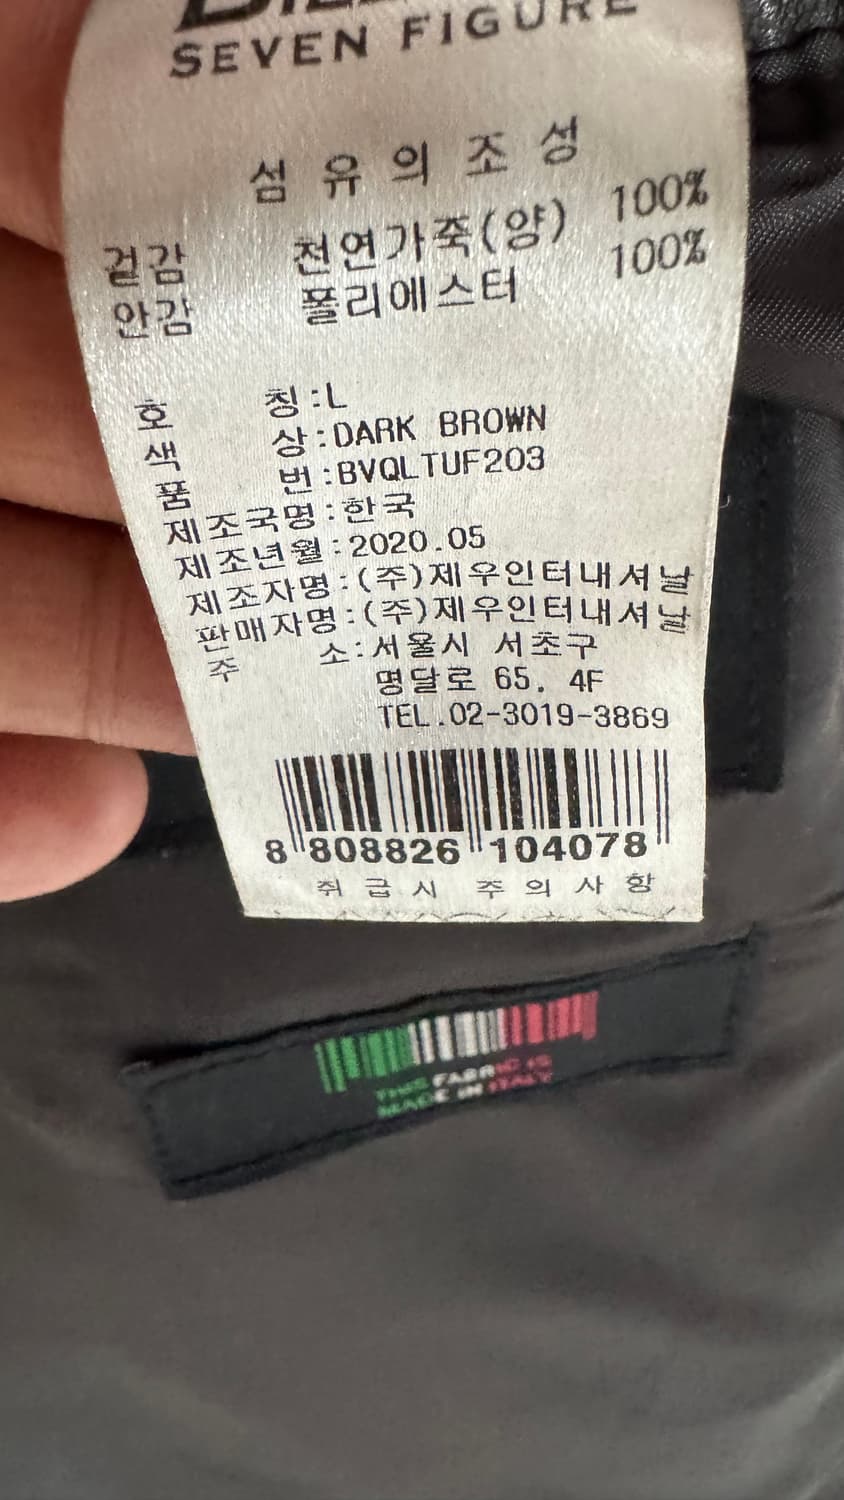 SEVEN FIGURE
섬 유 의 조 성
겉감 천연가죽(양) 100%
안감 폴리에스터 100%
호 칭:L
색 상:DARK BROWN
품 번:BVQLTUF203
제조국명:한국
제조년월:2020.05
제조자명:(주)제우인터내셔날
판매자명:(주)제우인터내셔날
주 소:서울시 서초구
명달로 65. 4F
TEL.02-3019-3869
8 808826 104078
취 급 시 주 의 사 항
THIS FABRIC IS
MADE IN ITALY